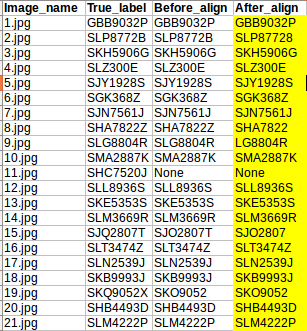 Image_name True_label Before_align After_align
1.jpg GBB9032P GBB9032P GBB9032P
2.jpg SLP8772B SLP8772B SLP87728
3.jpg SKH5906G SKH5906G SKH5906G
4.jpg SLZ300E SLZ300E SLZ300E
5.jpg SJY1928S SJY1928S SJY1928S
6.jpg SGK368Z SGK368Z SGK368Z
7.jpg SJN7561J SJN7561J SJN7561J
8.jpg SHA7822Z SHA7822Z SHA7822
9.jpg SLG8804R SLG8804R LG8804R
10.jpg SMA2887K SMA2887K SMA2887K
11.jpg SHC7520J None None
12.jpg SLL8936S SLL8936S SLL8936S
13.jpg SKE5353S SKE5353S SKE5353S
14.jpg SLM3669R SLM3669R SLM3669R
15.jpg SJQ2807T SJO2807T SJO2807
16.jpg SLT3474Z SLT3474Z SLT3474Z
17.jpg SLN2539J SLN2539J SLN2539J
18.jpg SKB9993J SKB9993J SKB9993J
19.jpg SKQ9052X SKO9052 SKO9052
20.jpg SHB4493D SHB4493D SHB4493D
21.jpg SLM4222P SLM4222P SLM4222P